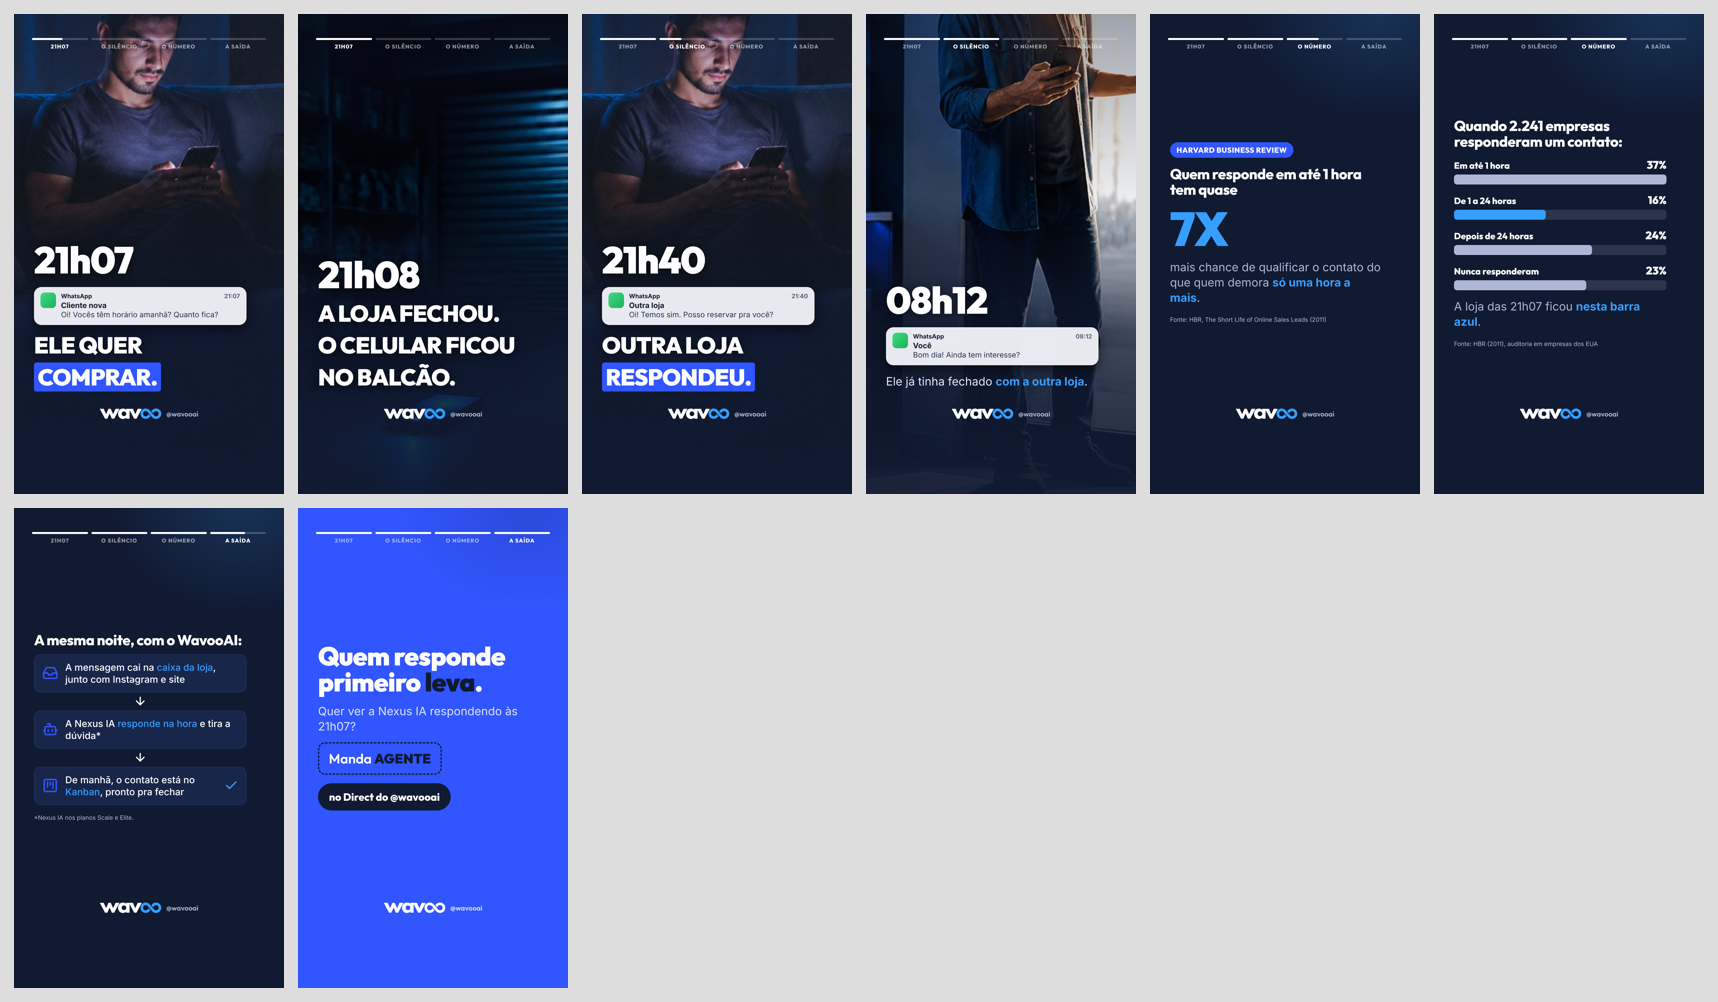 21H07 O SILÊNCIO O NÚMERO A SAÍDA
21h07
WhatsApp 21:07
Cliente nova
Oi! Vocês têm horário amanhã? Quanto fica?
ELE QUER
COMPRAR.
wavoo @wavooai
21H07 O SILÊNCIO O NÚMERO A SAÍDA
21h08
A LOJA FECHOU.
O CELULAR FICOU
NO BALCÃO.
wavoo @wavooai
21H07 O SILÊNCIO O NÚMERO A SAÍDA
21h40
WhatsApp 21:40
Outra loja
Oi! Temos sim. Posso reservar pra você?
OUTRA LOJA
RESPONDEU.
wavoo @wavooai
21H07 O SILÊNCIO O NÚMERO A SAÍDA
08h12
WhatsApp 08:12
Você
Bom dia! Ainda tem interesse?
Ele já tinha fechado com a outra loja.
wavoo @wavooai
21H07 O SILÊNCIO O NÚMERO A SAÍDA
HARVARD BUSINESS REVIEW
Quem responde em até 1 hora
tem quase
7X
mais chance de qualificar o contato do
que quem demora só uma hora a
mais.
Fonte: HBR, The Short Life of Online Sales Leads (2011)
wavoo @wavooai
21H07 O SILÊNCIO O NÚMERO A SAÍDA
Quando 2.241 empresas
responderam um contato:
Em até 1 hora 37%
De 1 a 24 horas 16%
Depois de 24 horas 24%
Nunca responderam 23%
A loja das 21h07 ficou nesta barra
azul.
Fonte: HBR (2011), auditoria em empresas dos EUA
wavoo @wavooai
21H07 O SILÊNCIO O NÚMERO A SAÍDA
A mesma noite, com o WavooAI:
A mensagem cai na caixa da loja,
junto com Instagram e site
A Nexus IA responde na hora e tira a
dúvida*
De manhã, o contato está no
Kanban, pronto pra fechar
*Nexus IA nos planos Scale e Elite.
wavoo @wavooai
21H07 O SILÊNCIO O NÚMERO A SAÍDA
Quem responde
primeiro leva.
Quer ver a Nexus IA respondendo às
21h07?
Manda AGENTE
no Direct do @wavooai
wavoo @wavooai